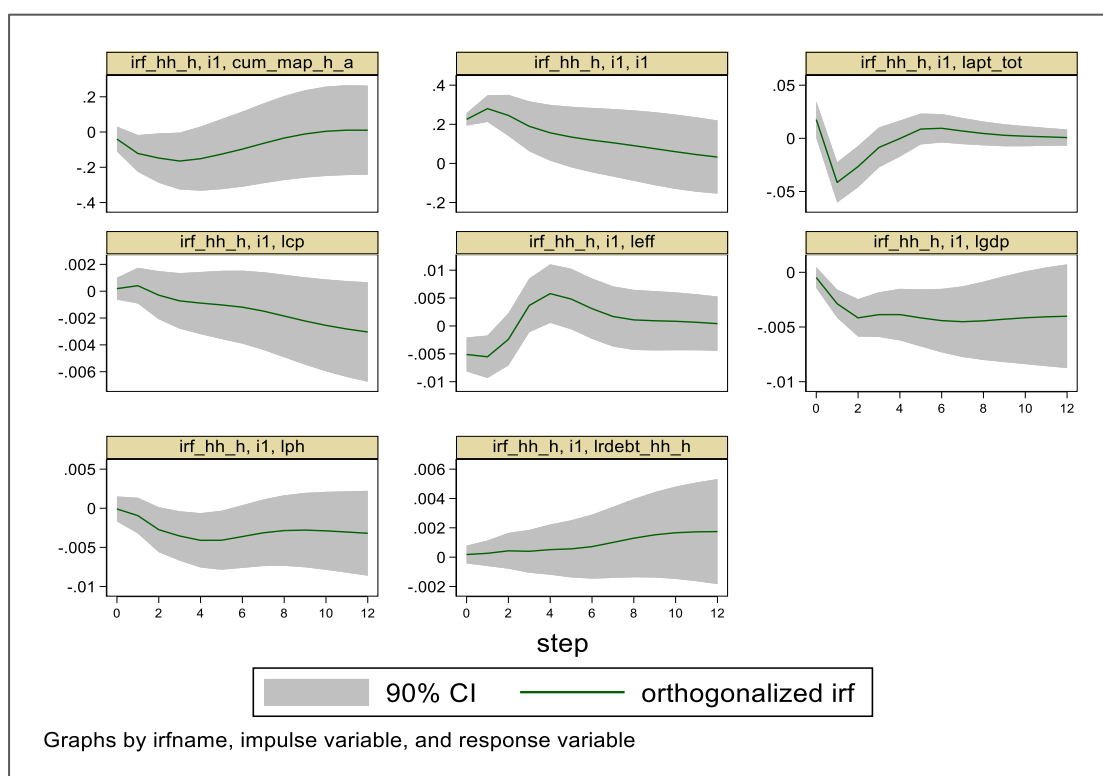 irf_hh_h, i1, cum_map_h_a
irf_hh_h, i1, i1
irf_hh_h, i1, lapt_tot
.2
0
-.2
-.4
.4
.2
0
-.2
.05
0
-.05
irf_hh_h, i1, lcp
irf_hh_h, i1, leff
irf_hh_h, i1, lgdp
.002
0
-.002
-.004
-.006
.010
.005
0
-.005
-.01
0
-.005
-.01
0 2 4 6 8 10 12
irf_hh_h, i1, lph
irf_hh_h, i1, lrdebt_hh_h
.005
0
-.005
-.01
.006
.004
.002
0
-.002
0 2 4 6 8 10 12
0 2 4 6 8 10 12
step
90% CI
orthogonalized irf
Graphs by irfname, impulse variable, and response variable